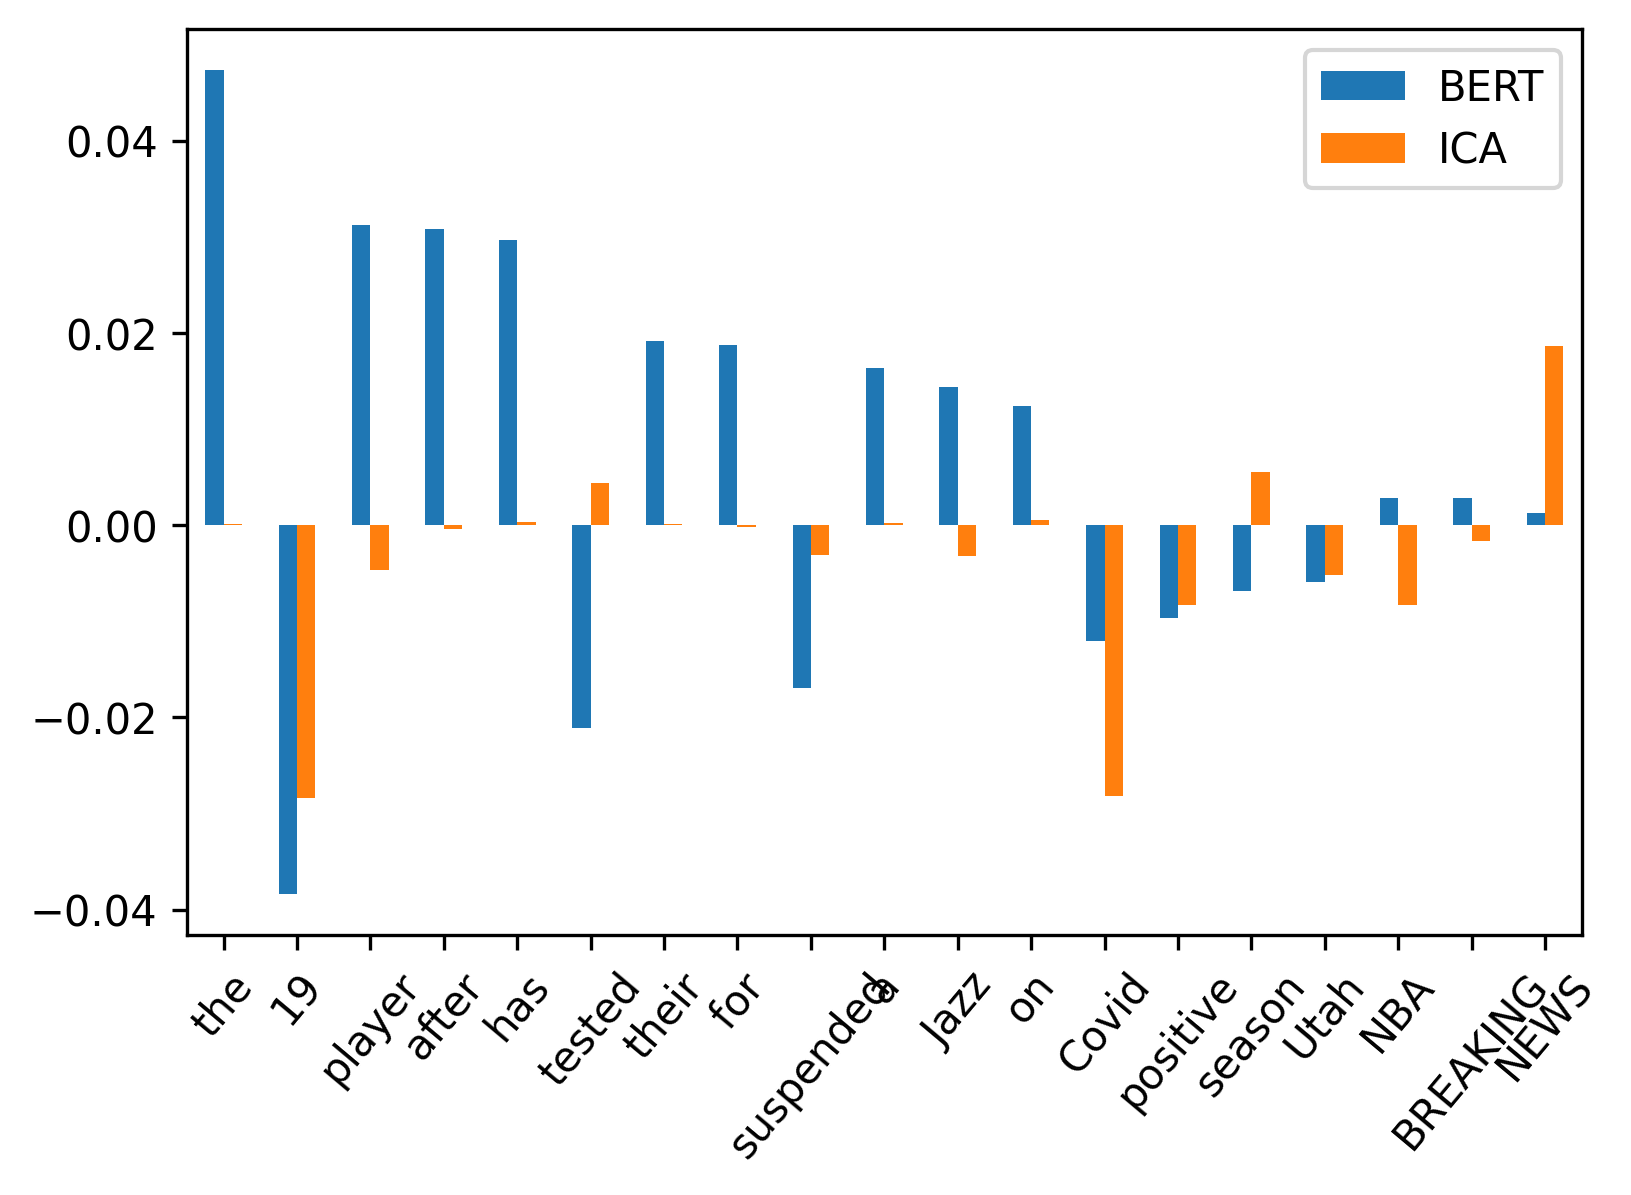 BERT
ICA
0.04
0.02
0.00
−0.02
−0.04
the
19
player
after
has
tested
their
for
suspended
a
Jazz
on
Covid
positive
season
Utah
NBA
BREAKING
NEWS